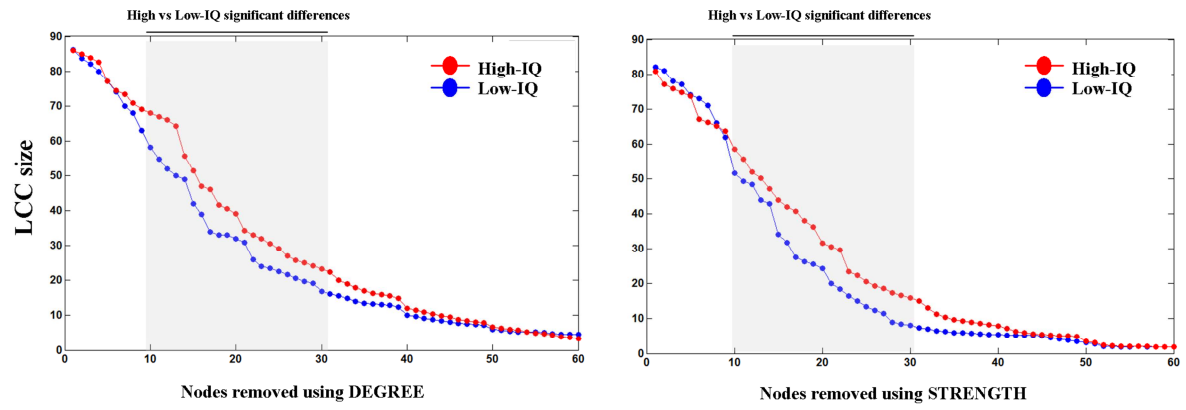 High vs Low-IQ significant differences
90
80
70
60
50
40
30
20
10
0
LCC size
High-IQ
Low-IQ
0 10 20 30 40 50 60
Nodes removed using DEGREE
High vs Low-IQ significant differences
90
80
70
60
50
40
30
20
10
0
High-IQ
Low-IQ
0 10 20 30 40 50 60
Nodes removed using STRENGTH